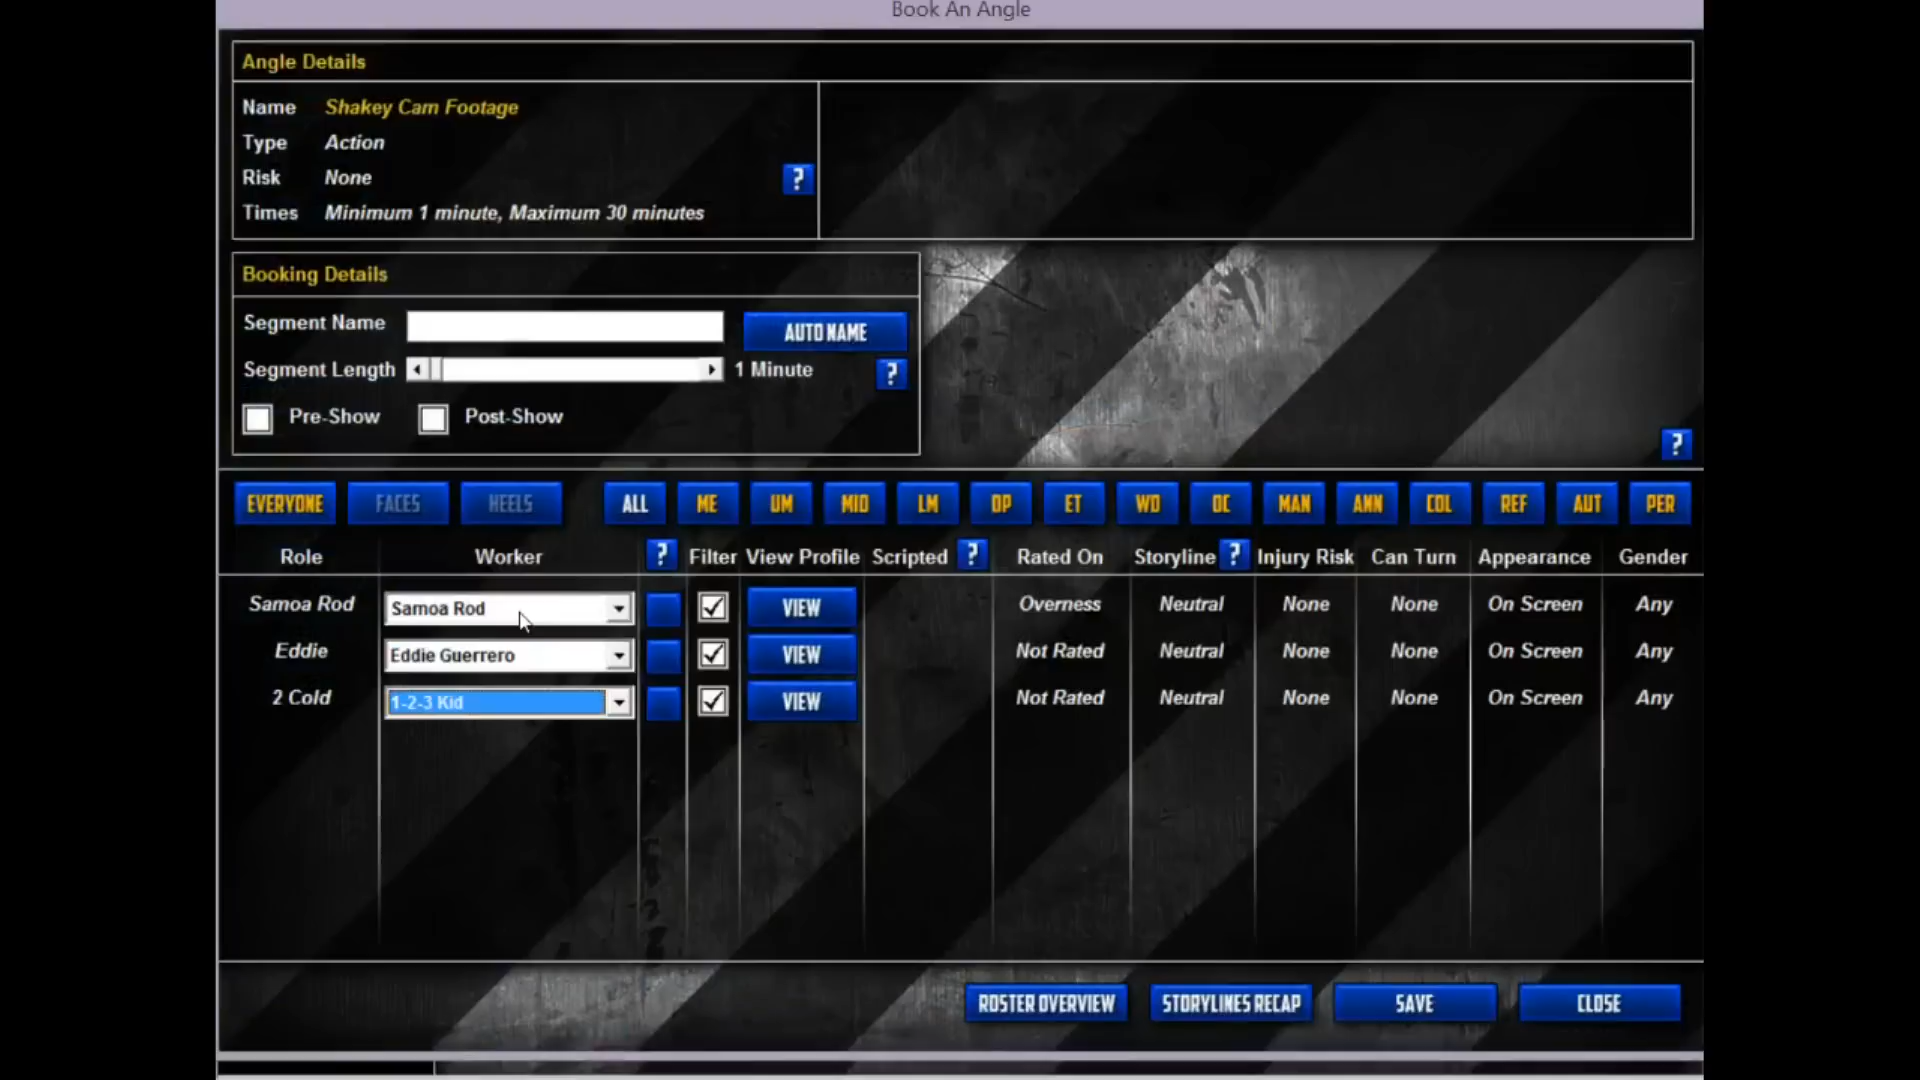 Book An Angle
Angle Details
Name Shakey Cam Footage
Type Action
Risk None
?
Times Minimum 1 minute, Maximum 30 minutes
Booking Details
Segment Name AUTO NAME
Segment Length 1 Minute ?
Pre-Show Post-Show
?
EVERYONE FACES HEELS ALL ME UM MID LM OP ET WD OC MAN ANN COL REF AUT PER
Role Worker ? Filter View Profile Scripted ? Rated On Storyline ? Injury Risk Can Turn Appearance Gender
Samoa Rod Samoa Rod VIEW Overness Neutral None None On Screen Any
Eddie Eddie Guerrero VIEW Not Rated Neutral None None On Screen Any
2 Cold 1-2-3 Kid VIEW Not Rated Neutral None None On Screen Any
ROSTER OVERVIEW STORYLINES RECAP SAVE CLOSE